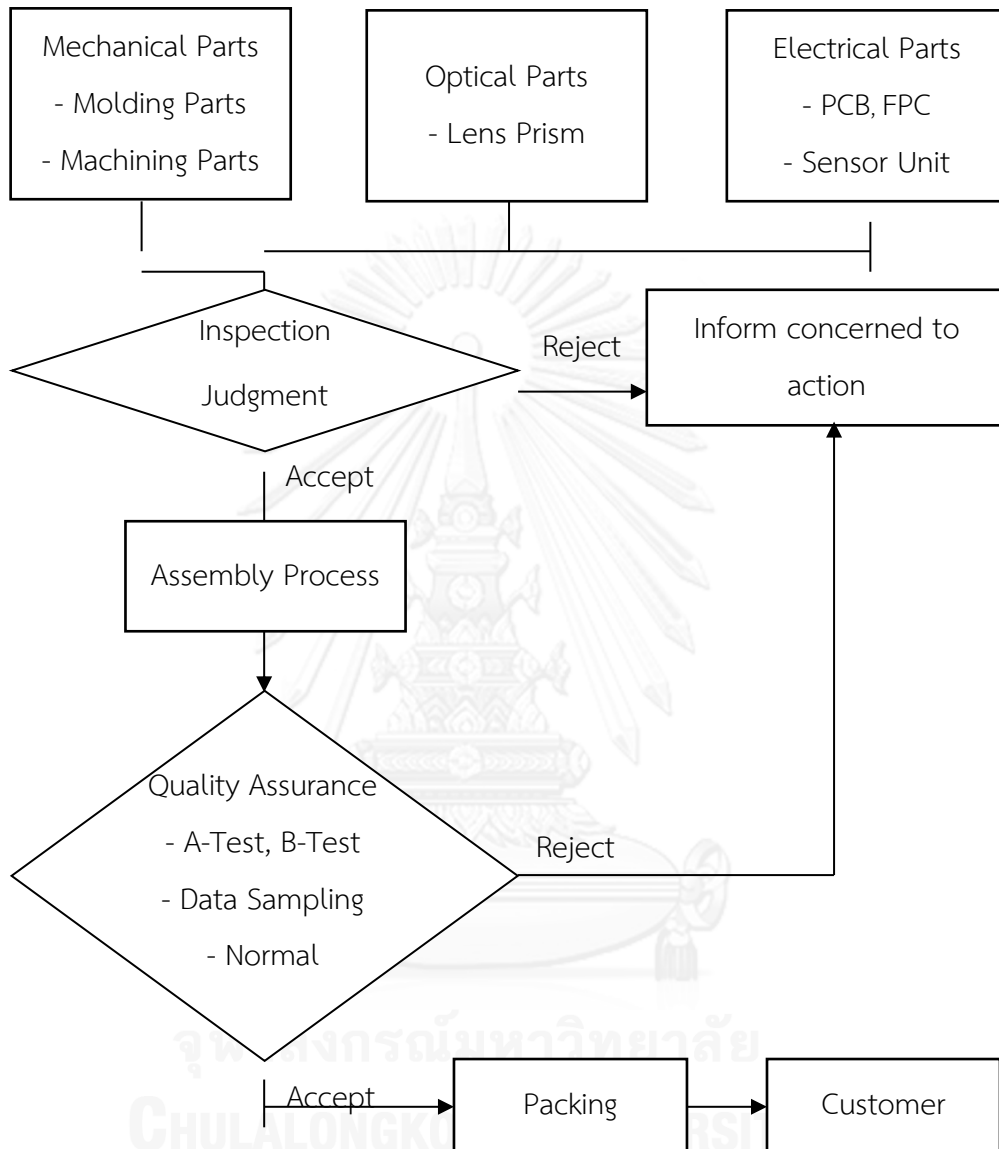 Mechanical Parts
- Molding Parts
- Machining Parts
Optical Parts
- Lens Prism
Electrical Parts
- PCB, FPC
- Sensor Unit
Inspection
Judgment
Reject
Inform concerned to
action
Accept
Assembly Process
Quality Assurance
- A-Test, B-Test
- Data Sampling
- Normal
Reject
Accept
Packing
Customer